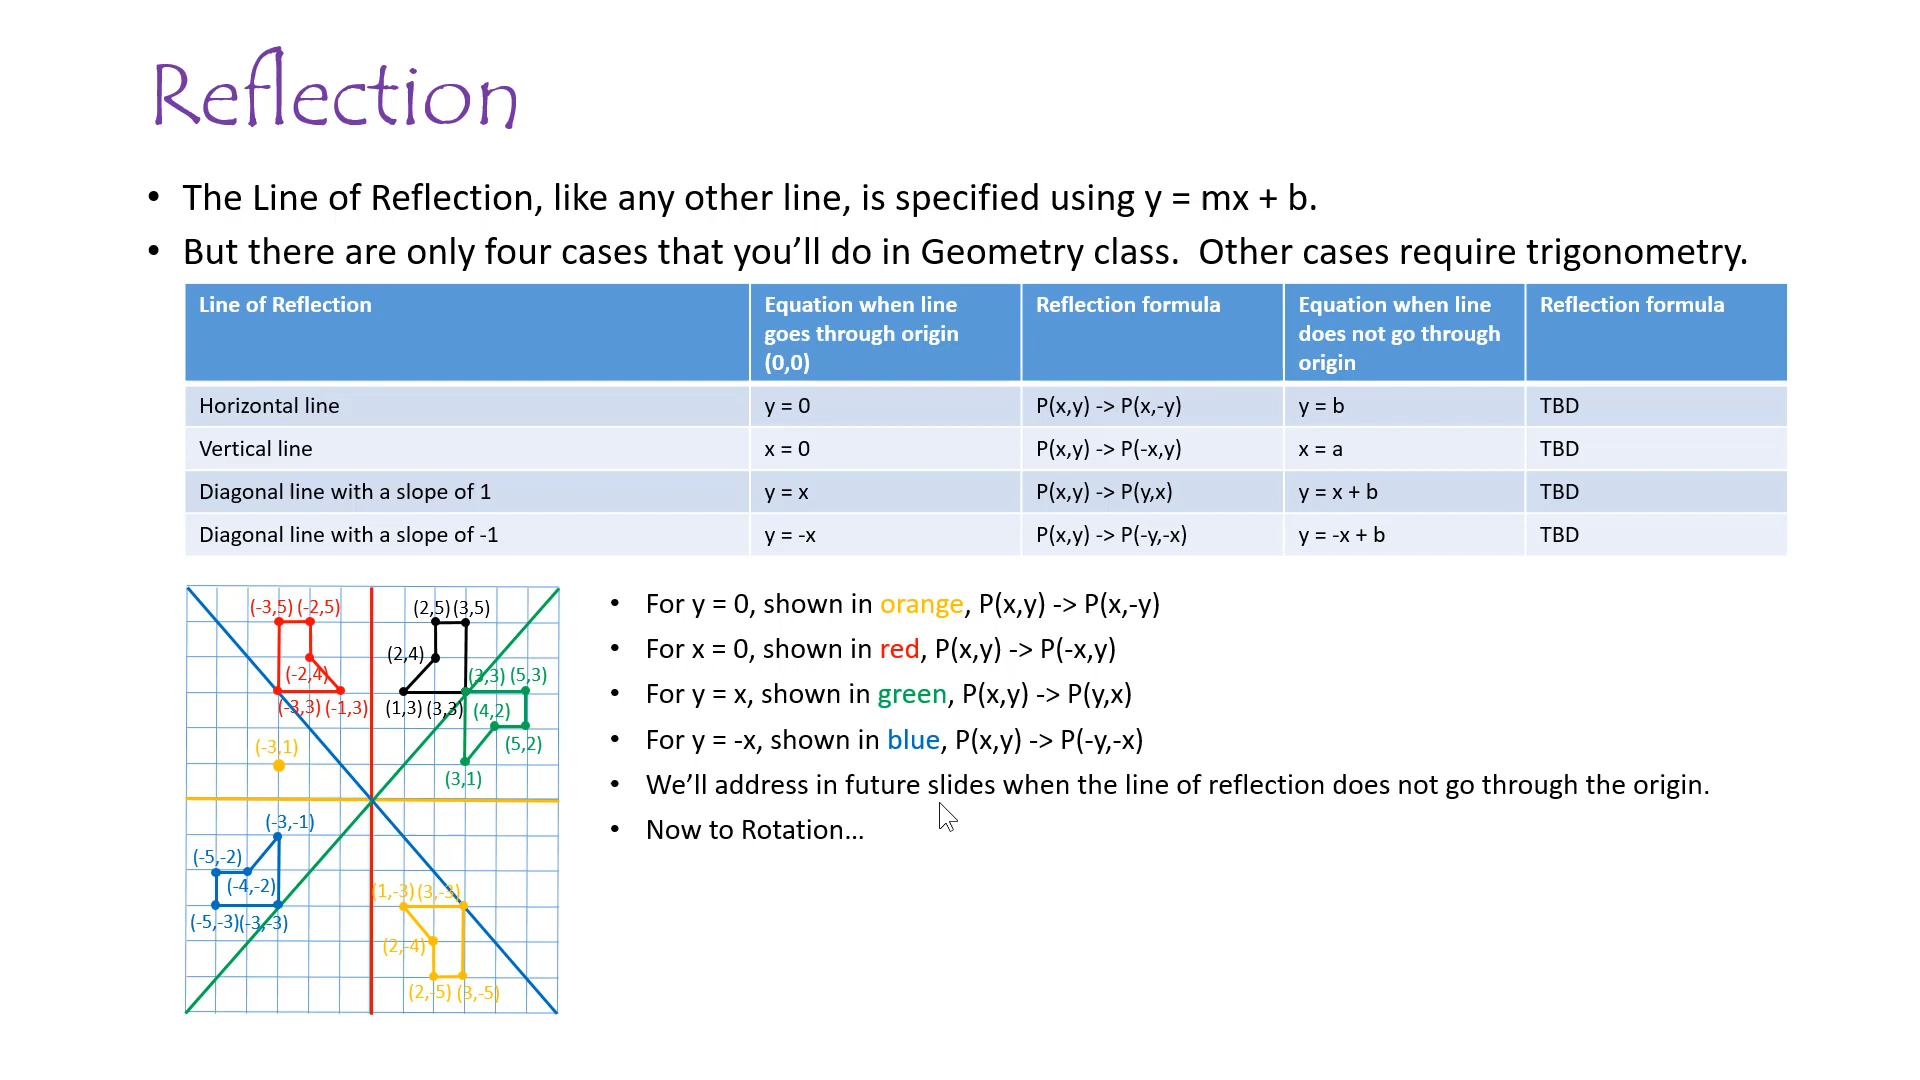 Reflection
• The Line of Reflection, like any other line, is specified using y = mx + b.
• But there are only four cases that you’ll do in Geometry class.  Other cases require trigonometry.
Line of Reflection
Equation when line
goes through origin
(0,0)
Reflection formula
Equation when line
does not go through
origin
Reflection formula
Horizontal line y = 0 P(x,y) -> P(x,-y) y = b TBD
Vertical line x = 0 P(x,y) -> P(-x,y) x = a TBD
Diagonal line with a slope of 1 y = x P(x,y) -> P(y,x) y = x + b TBD
Diagonal line with a slope of -1 y = -x P(x,y) -> P(-y,-x) y = -x + b TBD
(-3,5) (-2,5) (2,5) (3,5)
(2,4)
(-2,4) (3,3) (5,3)
(-3,3) (-1,3) (1,3) (3,3) (4,2)
(-3,1) (5,2)
(3,1)
(-3,-1)
(-5,-2)
(-4,-2) (1,-3) (3,-3)
(-5,-3) (-3,-3)
(2,-4)
(2,-5) (3,-5)
• For y = 0, shown in orange, P(x,y) -> P(x,-y)
• For x = 0, shown in red, P(x,y) -> P(-x,y)
• For y = x, shown in green, P(x,y) -> P(y,x)
• For y = -x, shown in blue, P(x,y) -> P(-y,-x)
• We’ll address in future slides when the line of reflection does not go through the origin.
• Now to Rotation…